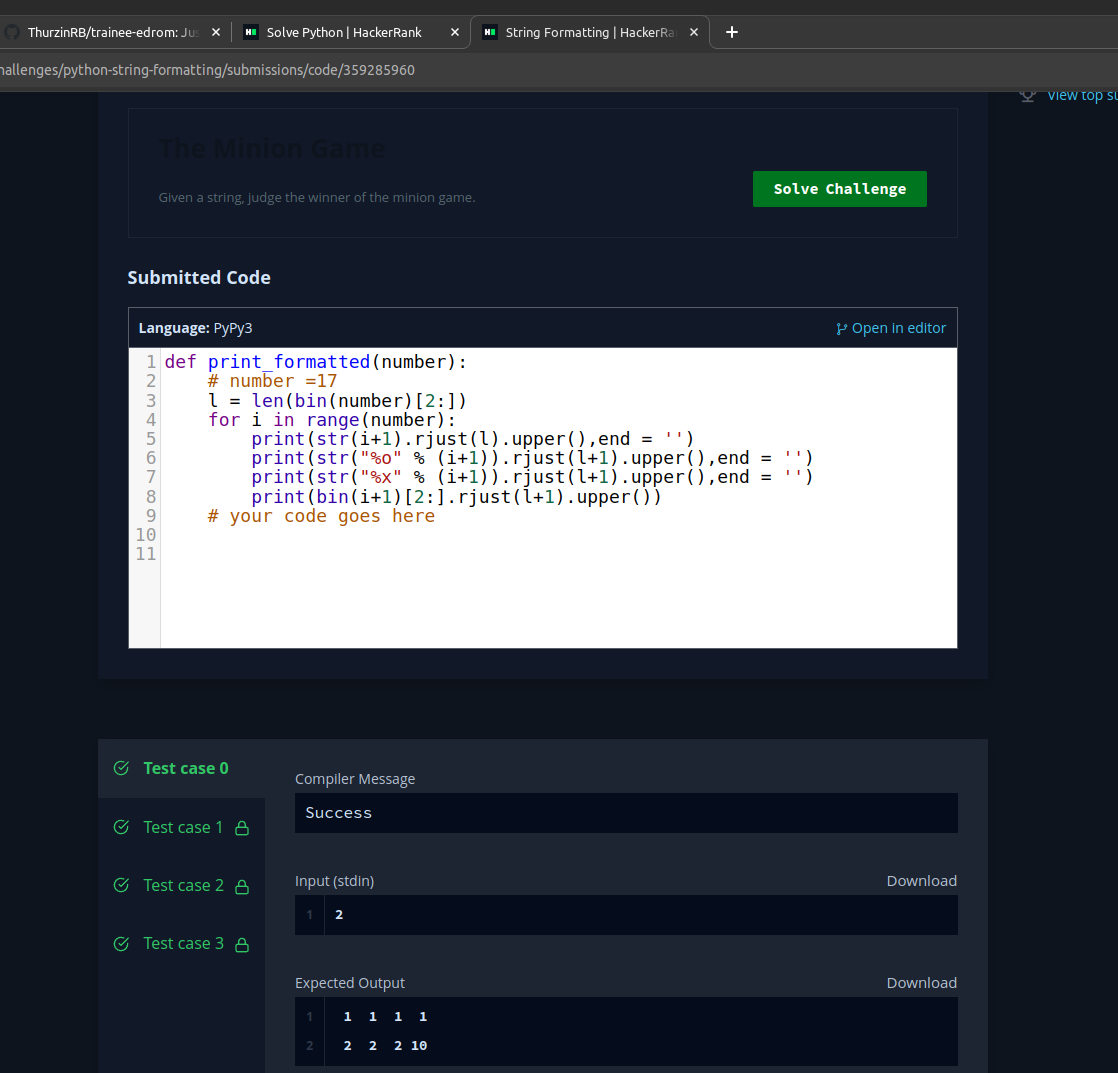 ThurzinRB/trainee-edrom: Jus
Solve Python | HackerRank
String Formatting | HackerRa
hallenges/python-string-formatting/submissions/code/359285960
View top su
The Minion Game
Given a string, judge the winner of the minion game.
Solve Challenge
Submitted Code
Language: PyPy3
Open in editor
1 def print_formatted(number):
2     # number =17
3     l = len(bin(number)[2:])
4     for i in range(number):
5         print(str(i+1).rjust(l).upper(),end = '')
6         print(str("%o" % (i+1)).rjust(l+1).upper(),end = '')
7         print(str("%x" % (i+1)).rjust(l+1).upper(),end = '')
8         print(bin(i+1)[2:].rjust(l+1).upper())
9     # your code goes here
10
11
Test case 0
Test case 1
Test case 2
Test case 3
Compiler Message
Success
Input (stdin)
Download
1 2
Expected Output
Download
1  1  1  1  1
2  2  2  2 10